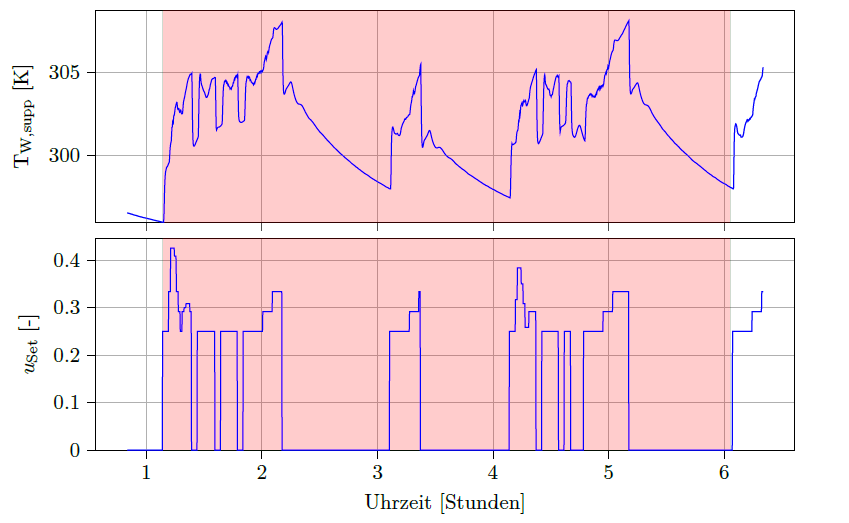 305
300
T_W,supp [K]
0.4
0.3
0.2
0.1
0
u_Set [-]
1 2 3 4 5 6
Uhrzeit [Stunden]